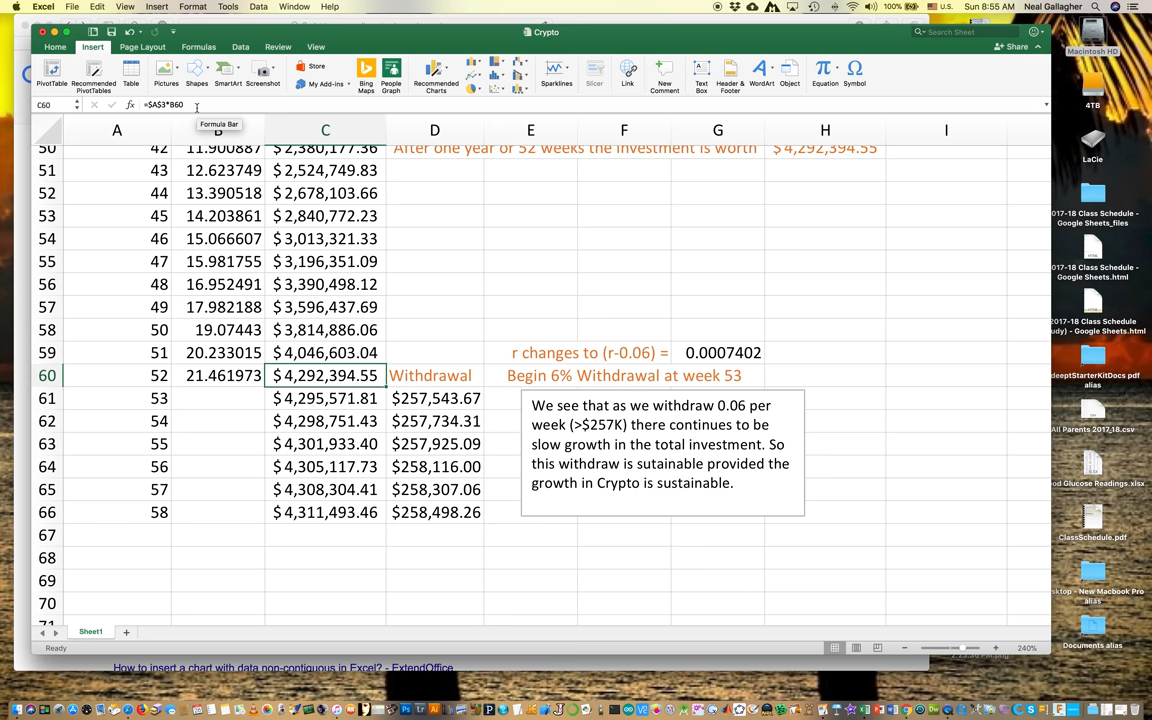 Excel File Edit View Insert Format Tools Data Window Help 100% U.S. Sun 8:55 AM Neal Gallagher
Crypto
Search Sheet
Home Insert Page Layout Formulas Data Review View Share
PivotTable Recommended PivotTables Table Pictures Shapes SmartArt Screenshot Store My Add-ins Bing Maps People Graph Recommended Charts Sparklines Slicer Link New Comment Text Box Header & Footer WordArt Object Equation Symbol
C60 fx =$A$3*B60
Formula Bar
A B C D E F G H I
50 42 11.900887 $ 2,380,177.36 After one year or 52 weeks the investment is worth $ 4,292,394.55
51 43 12.623749 $ 2,524,749.83
52 44 13.390518 $ 2,678,103.66
53 45 14.203861 $ 2,840,772.23
54 46 15.066607 $ 3,013,321.33
55 47 15.981755 $ 3,196,351.09
56 48 16.952491 $ 3,390,498.12
57 49 17.982188 $ 3,596,437.69
58 50 19.07443 $ 3,814,886.06
59 51 20.233015 $ 4,046,603.04 r changes to (r-0.06) = 0.0007402
60 52 21.461973 $ 4,292,394.55 Withdrawal Begin 6% Withdrawal at week 53
61 53 $ 4,295,571.81 $257,543.67
62 54 $ 4,298,751.43 $257,734.31
63 55 $ 4,301,933.40 $257,925.09
64 56 $ 4,305,117.73 $258,116.00
65 57 $ 4,308,304.41 $258,307.06
66 58 $ 4,311,493.46 $258,498.26
67
68
69
70
We see that as we withdraw 0.06 per
week (>$257K) there continues to be
slow growth in the total investment. So
this withdraw is sutainable provided the
growth in Crypto is sustainable.
Sheet1
Ready 240%
How to insert a chart with data non-contiguous in Excel? - ExtendOffice
Macintosh HD
4TB
LaCie
2017-18 Class Schedule -
Google Sheets_files
2017-18 Class Schedule -
Google Sheets.html
2017-18 Class Schedule
Google Sheets.html
StarterKitDocs pdf
alias
All Parents 2017_18.csv
Glucose Readings.xlsx
ClassSchedule.pdf
- New Macbook Pro
alias
Documents alias